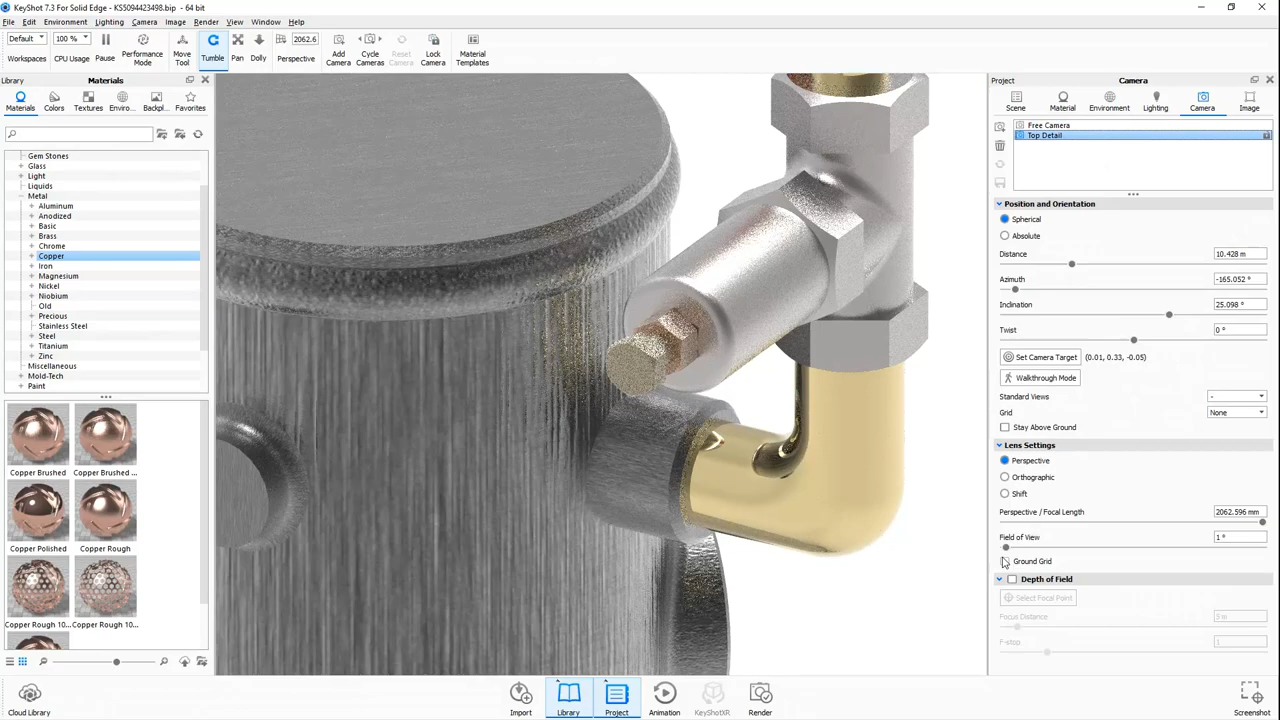 KeyShot 7.3 For Solid Edge - KS5094423498.bip - 64 bit
File Edit Environment Lighting Camera Image Render View Window Help
Default 100 % 2062.6
Workspaces CPU Usage Pause Performance Mode Move Tool Tumble Pan Dolly Perspective Add Camera Cycle Cameras Reset Camera Lock Camera Material Templates
Library Materials
Materials Colors Textures Enviro... Backpl... Favorites
Gem Stones
Glass
Light
Liquids
Metal
Aluminum
Anodized
Basic
Brass
Chrome
Copper
Iron
Magnesium
Nickel
Niobium
Old
Precious
Stainless Steel
Steel
Titanium
Zinc
Miscellaneous
Mold-Tech
Paint
Copper Brushed Copper Brushed ...
Copper Polished Copper Rough
Copper Rough 10... Copper Rough 10...
Cloud Library
Import Library Project Animation KeyShotXR Render
Project Camera
Scene Material Environment Lighting Camera Image
Free Camera
Top Detail
Position and Orientation
Spherical
Absolute
Distance 10.428 m
Azimuth -165.052 °
Inclination 25.098 °
Twist 0 °
Set Camera Target (0.01, 0.33, -0.05)
Walkthrough Mode
Standard Views -
Grid None
Stay Above Ground
Lens Settings
Perspective
Orthographic
Shift
Perspective / Focal Length 2062.596 mm
Field of View 1 °
Ground Grid
Depth of Field
Select Focal Point
Focus Distance 5 m
F-stop 1
Screenshot